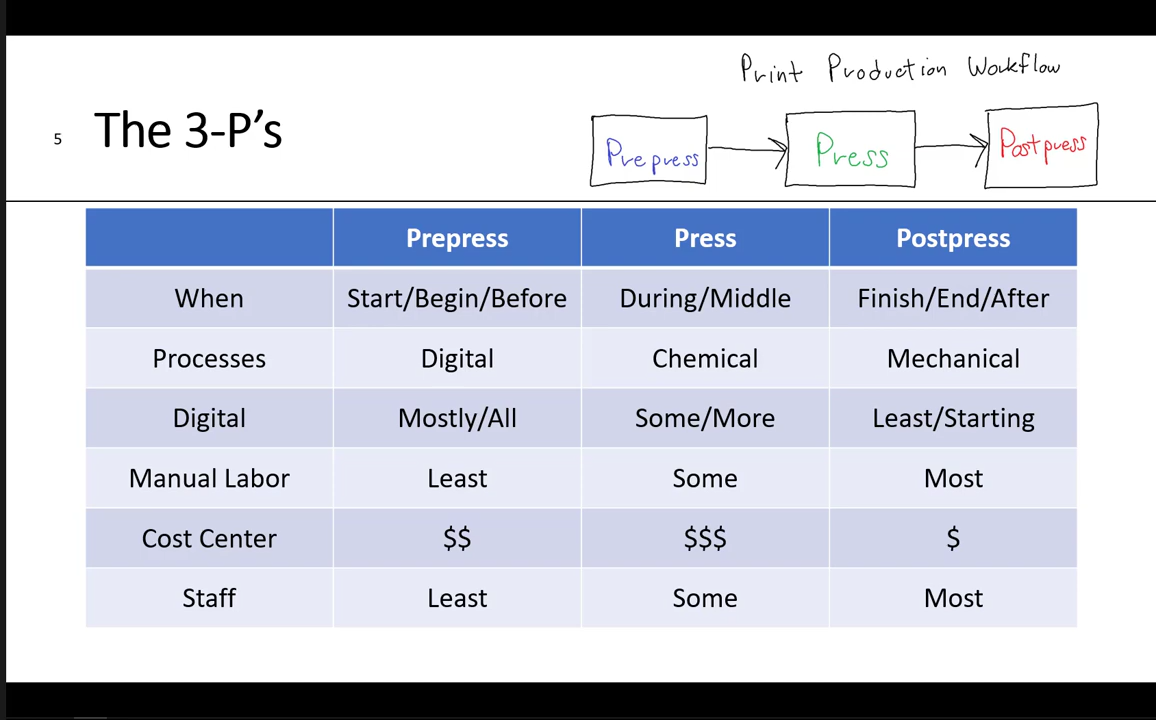 Print Production Workflow
5 The 3-P's
Prepress Press Postpress
Prepress Press Postpress
When Start/Begin/Before During/Middle Finish/End/After
Processes Digital Chemical Mechanical
Digital Mostly/All Some/More Least/Starting
Manual Labor Least Some Most
Cost Center $$ $$$ $
Staff Least Some Most